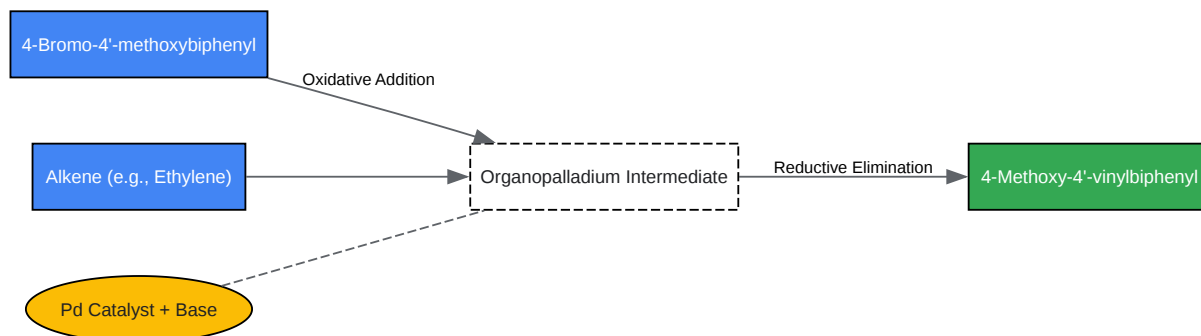 4-Bromo-4'-methoxybiphenyl
Oxidative Addition
Alkene (e.g., Ethylene)
Organopalladium Intermediate
Reductive Elimination
4-Methoxy-4'-vinylbiphenyl
Pd Catalyst + Base